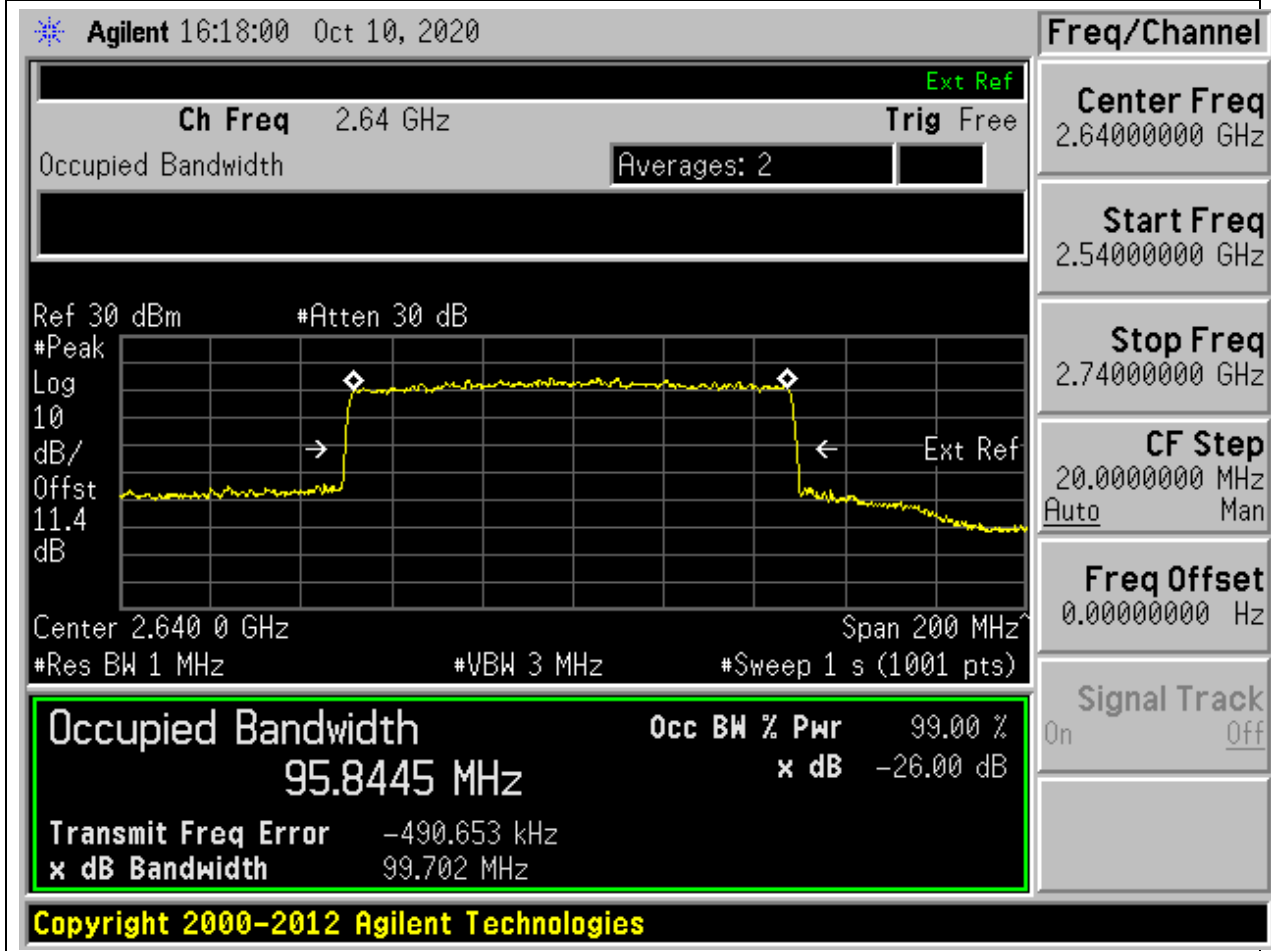 Agilent 16:18:00 Oct 10, 2020
Freq/Channel
Ext Ref
Ch Freq 2.64 GHz
Trig Free
Occupied Bandwidth
Averages: 2
Ref 30 dBm #Atten 30 dB
#Peak
Log
10
dB/
Offst
11.4
dB
Ext Ref
Center 2.640 0 GHz
Span 200 MHz^
#Res BW 1 MHz #VBW 3 MHz #Sweep 1 s (1001 pts)
Occupied Bandwidth
95.8445 MHz
Occ BW % Pwr 99.00 %
x dB -26.00 dB
Transmit Freq Error -490.653 kHz
x dB Bandwidth 99.702 MHz
Center Freq
2.64000000 GHz
Start Freq
2.54000000 GHz
Stop Freq
2.74000000 GHz
CF Step
20.0000000 MHz
Auto Man
Freq Offset
0.00000000 Hz
Signal Track
On Off
Copyright 2000-2012 Agilent Technologies